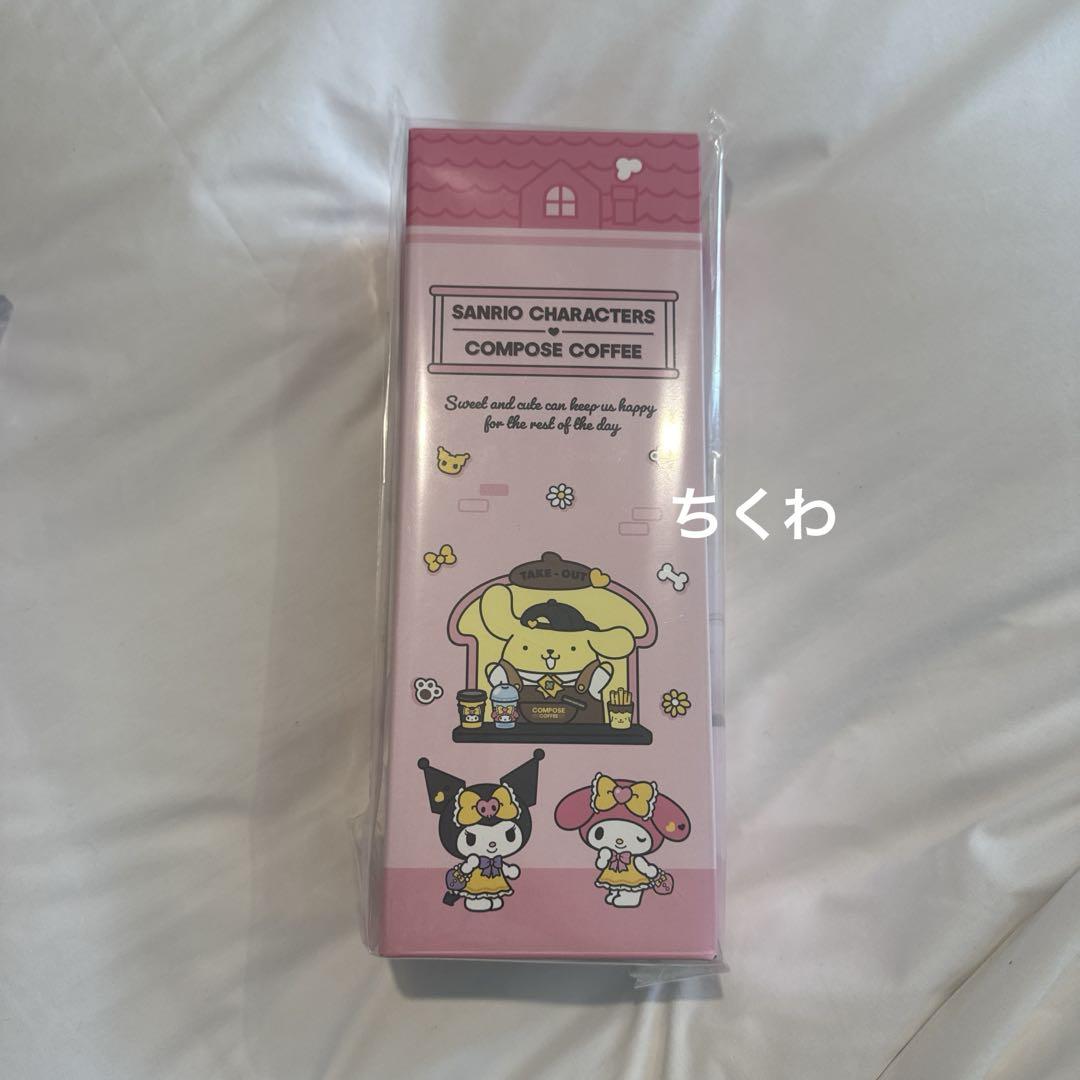 SANRIO CHARACTERS
COMPOSE COFFEE
Sweet and cute can keep us happy
for the rest of the day
ちくわ
TAKE-OUT
COMPOSE
COFFEE